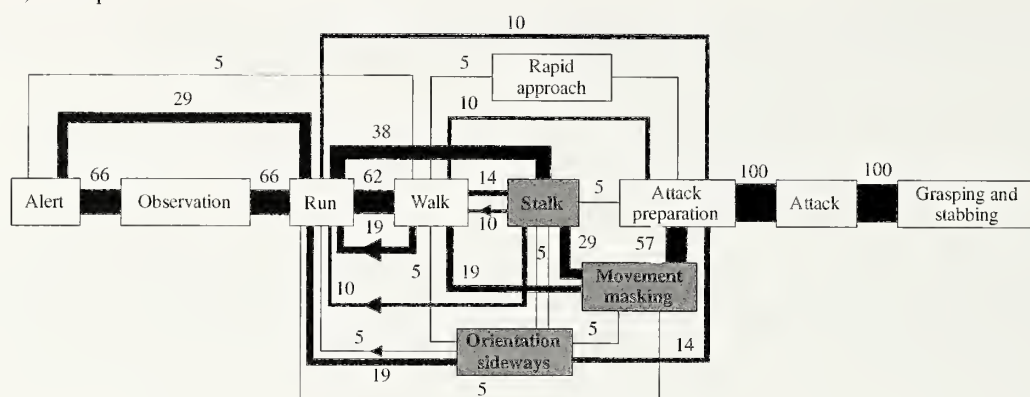 10
5
5
Rapid
approach
29
10
38
66
66
62
14
5
100
100
Alert
Observation
Run
Walk
Stalk
Attack
preparation
Attack
Grasping and
stabbing
10
19
5
29
57
5
19
Movement
masking
10
5
Orientation
sideways
5
14
19
5